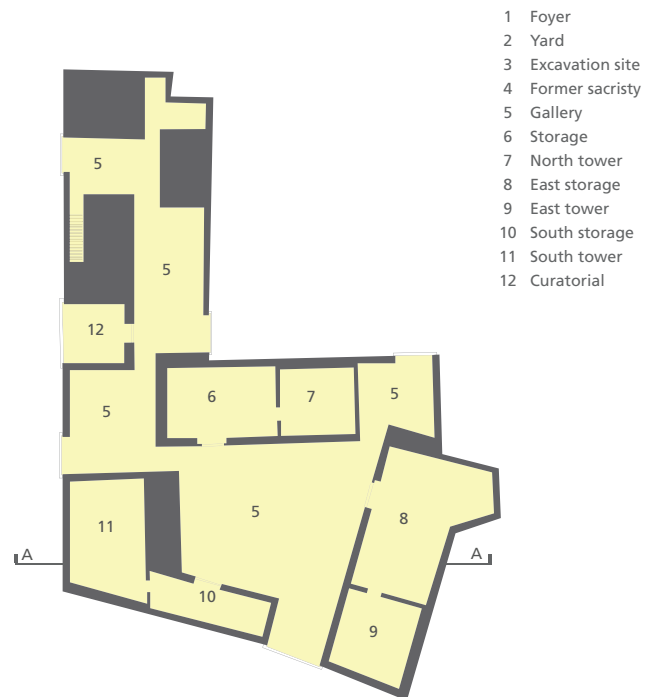 1 Foyer
2 Yard
3 Excavation site
4 Former sacristy
5 Gallery
6 Storage
7 North tower
8 East storage
9 East tower
10 South storage
11 South tower
12 Curatorial
5
5
12
6
7
5
5
5
8
11
A
A
10
9